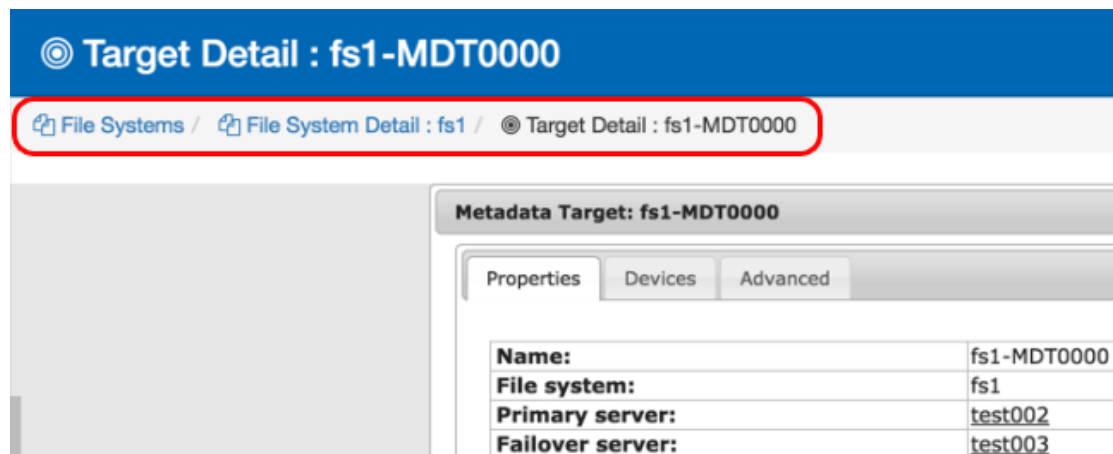 Target Detail : fs1-MDT0000
File Systems / File System Detail : fs1 / Target Detail : fs1-MDT0000
Metadata Target: fs1-MDT0000
Properties Devices Advanced
Name: fs1-MDT0000
File system: fs1
Primary server: test002
Failover server: test003